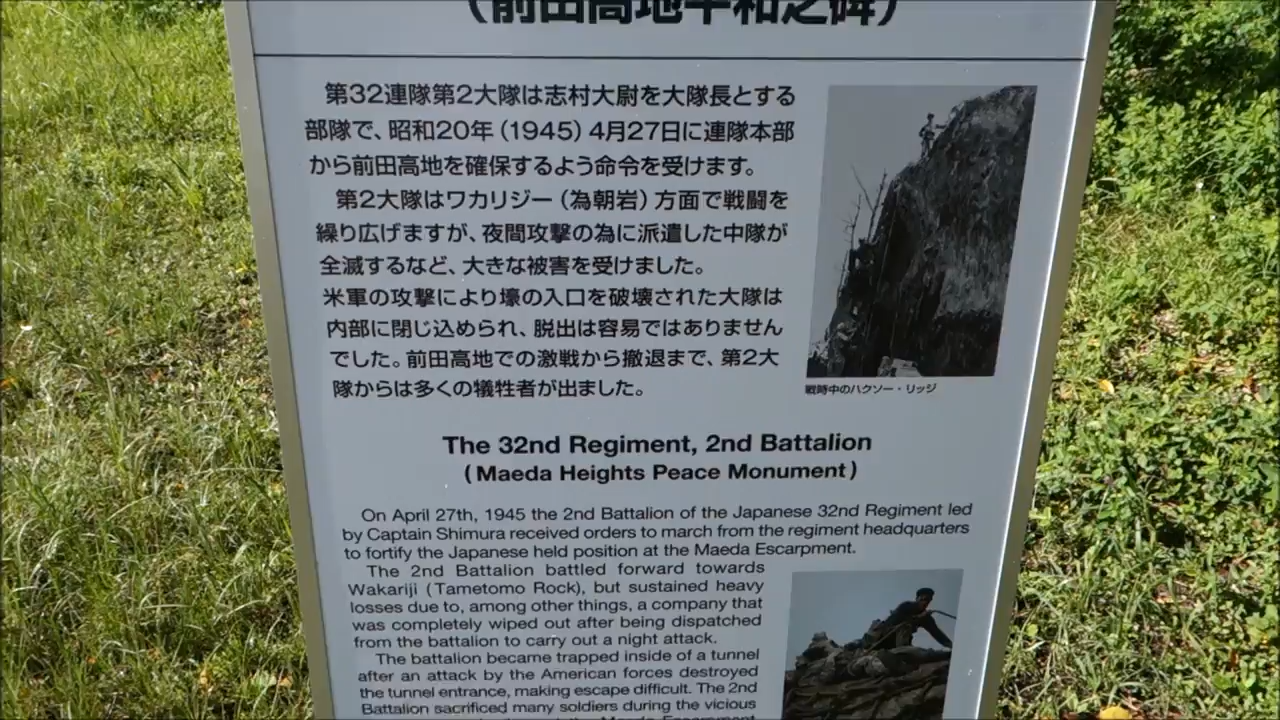 （前田高地平和之碑）
第32連隊第2大隊は志村大尉を大隊長とする
部隊で、昭和20年（1945）4月27日に連隊本部
から前田高地を確保するよう命令を受けます。
第2大隊はワカリジー（為朝岩）方面で戦闘を
繰り広げますが、夜間攻撃の為に派遣した中隊が
全滅するなど、大きな被害を受けました。
米軍の攻撃により壕の入口を破壊された大隊は
内部に閉じ込められ、脱出は容易ではありません
でした。前田高地での激戦から撤退まで、第2大
隊からは多くの犠牲者が出ました。
戦時中のハクソー・リッジ
The 32nd Regiment, 2nd Battalion
(Maeda Heights Peace Monument)
On April 27th, 1945 the 2nd Battalion of the Japanese 32nd Regiment led
by Captain Shimura received orders to march from the regiment headquarters
to fortify the Japanese held position at the Maeda Escarpment.
The 2nd Battalion battled forward towards
Wakariji (Tametomo Rock), but sustained heavy
losses due to, among other things, a company that
was completely wiped out after being dispatched
from the battalion to carry out a night attack.
The battalion became trapped inside of a tunnel
after an attack by the American forces destroyed
the tunnel entrance, making escape difficult. The 2nd
Battalion sacrificed many soldiers during the vicious
Maeda Escarpment